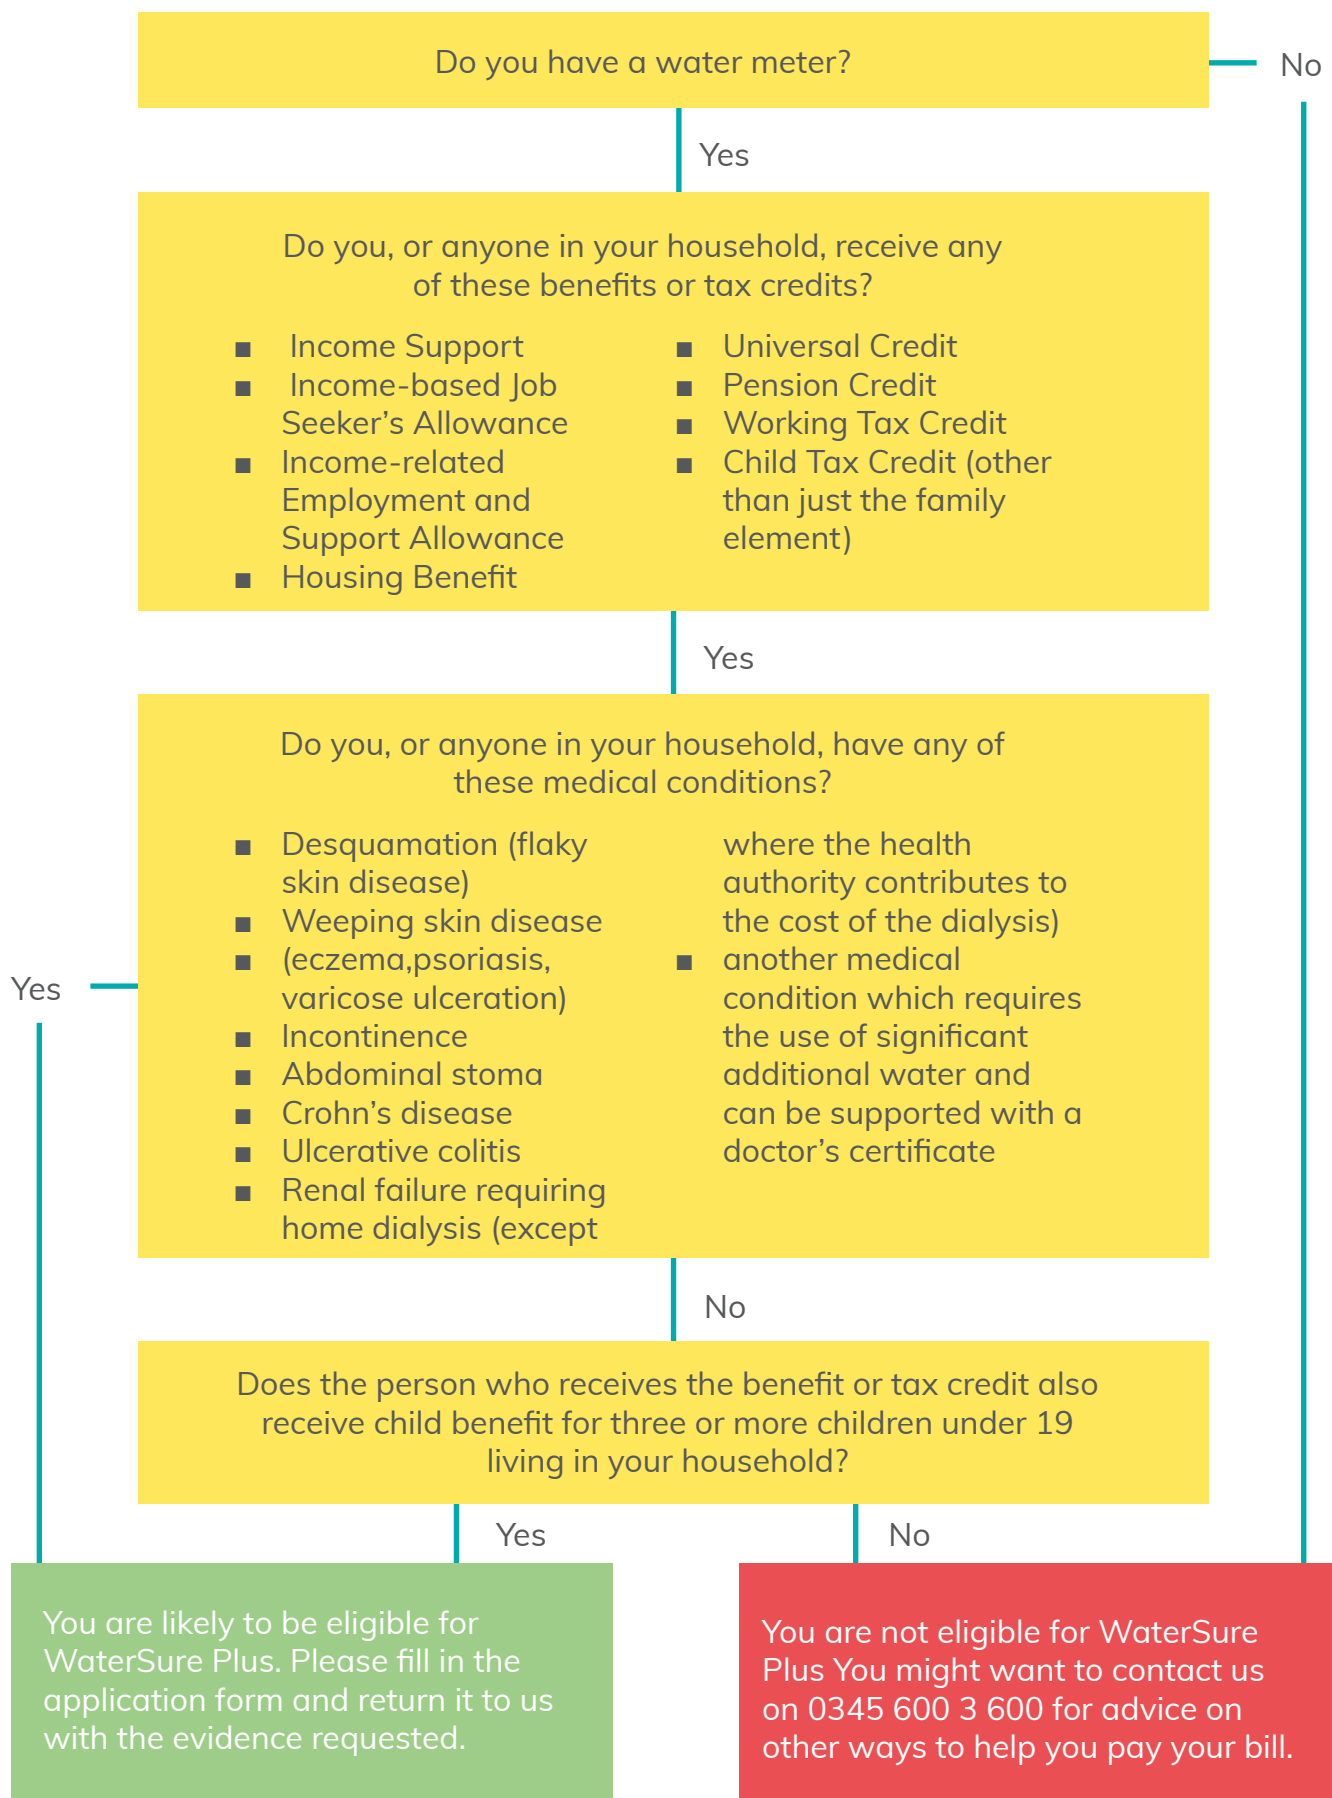 Do you have a water meter?
No
Yes
Do you, or anyone in your household, receive any
of these benefits or tax credits?
■ Income Support
■ Income-based Job
Seeker’s Allowance
■ Income-related
Employment and
Support Allowance
■ Housing Benefit
■ Universal Credit
■ Pension Credit
■ Working Tax Credit
■ Child Tax Credit (other
than just the family
element)
Yes
Do you, or anyone in your household, have any of
these medical conditions?
■ Desquamation (flaky
skin disease)
■ Weeping skin disease
■ (eczema,psoriasis,
varicose ulceration)
■ Incontinence
■ Abdominal stoma
■ Crohn’s disease
■ Ulcerative colitis
■ Renal failure requiring
home dialysis (except
where the health
authority contributes to
the cost of the dialysis)
■ another medical
condition which requires
the use of significant
additional water and
can be supported with a
doctor’s certificate
Yes
No
Does the person who receives the benefit or tax credit also
receive child benefit for three or more children under 19
living in your household?
Yes
No
You are likely to be eligible for
WaterSure Plus. Please fill in the
application form and return it to us
with the evidence requested.
You are not eligible for WaterSure
Plus You might want to contact us
on 0345 600 3 600 for advice on
other ways to help you pay your bill.